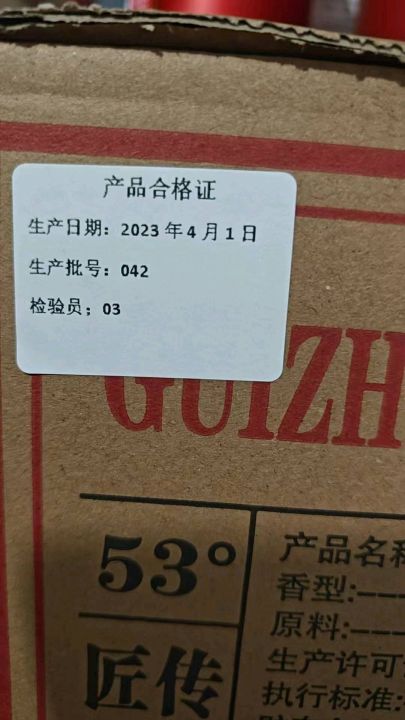 产品合格证
生产日期：2023年4月1日
生产批号：042
检验员；03
GUIZH
53°
匠传
产品名称
香型:
原料:
生产许可
执行标准: